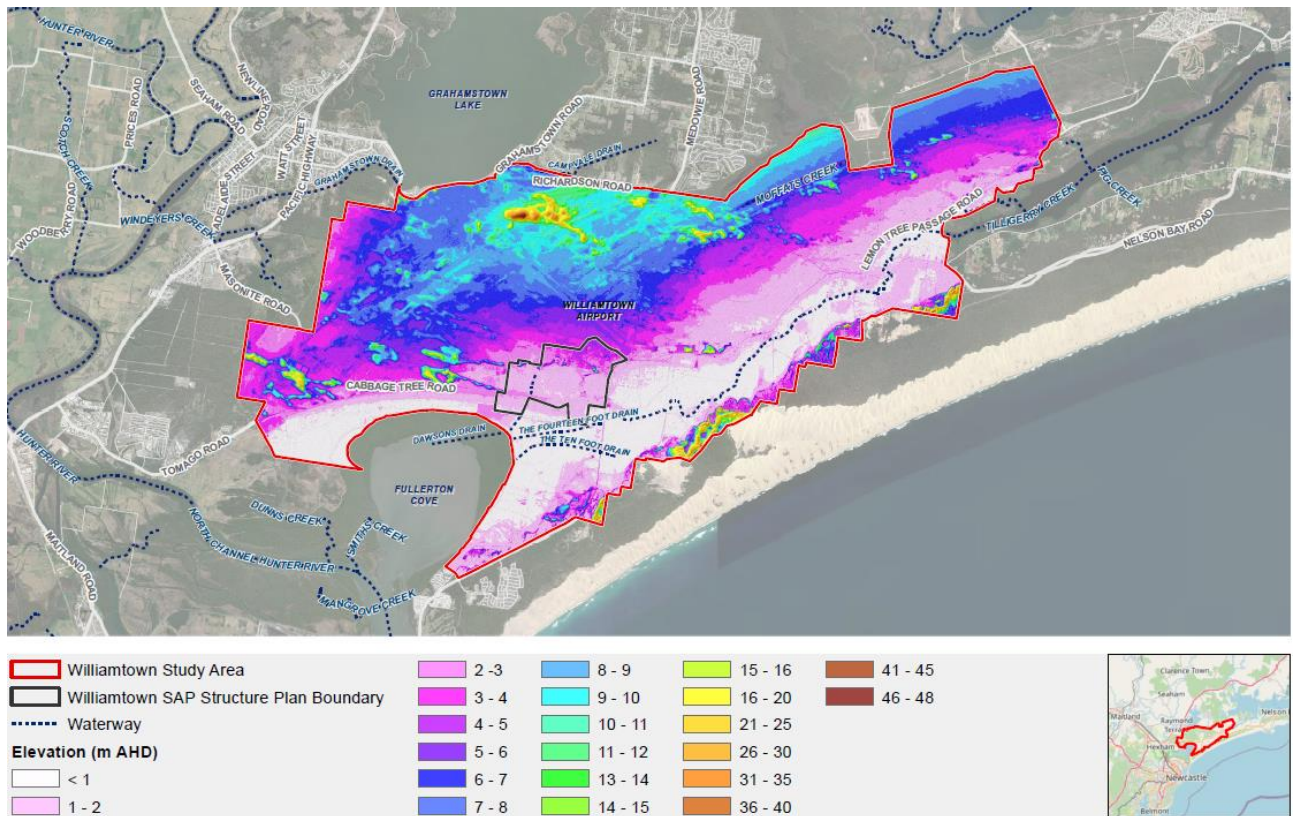 HUNTER RIVER
SCOTCH CREEK
PRICES ROAD
SEAHAM ROAD
NEWLINE ROAD
GRAHAMSTOWN
LAKE
WATT STREET
ADELAIDE STREET
PACIFIC HIGHWAY
GRAHAMSTOWN DRAIN
GRAHAMSTOWN ROAD
MEDOWIE ROAD
CAMPVALE DRAIN
RICHARDSON ROAD
MOFFATS CREEK
WOODBERRY ROAD
WINDEYERS CREEK
MASONITE ROAD
LEMON TREE PASSAGE ROAD
TILLIGERRY CREEK
PIG CREEK
NELSON BAY ROAD
WILLIAMTOWN
AIRPORT
CABBAGE TREE ROAD
TOMAGO ROAD
DAWSONS DRAIN
THE FOURTEEN FOOT DRAIN
THE TEN FOOT DRAIN
FULLERTON
COVE
HUNTER RIVER
DUNNS CREEK
SMITHS CREEK
NORTH CHANNEL HUNTER RIVER
MAITLAND ROAD
MANGROVE CREEK
Williamtown Study Area
Williamtown SAP Structure Plan Boundary
Waterway
Elevation (m AHD)
< 1
1 - 2
2 -3
3 - 4
4 - 5
5 - 6
6 - 7
7 - 8
8 - 9
9 - 10
10 - 11
11 - 12
13 - 14
14 - 15
15 - 16
16 - 20
21 - 25
26 - 30
31 - 35
36 - 40
41 - 45
46 - 48
Clarence Town
Seaham
Maitland
Raymond
Terrace
Nelson
Hexham
Newcastle
Belmont